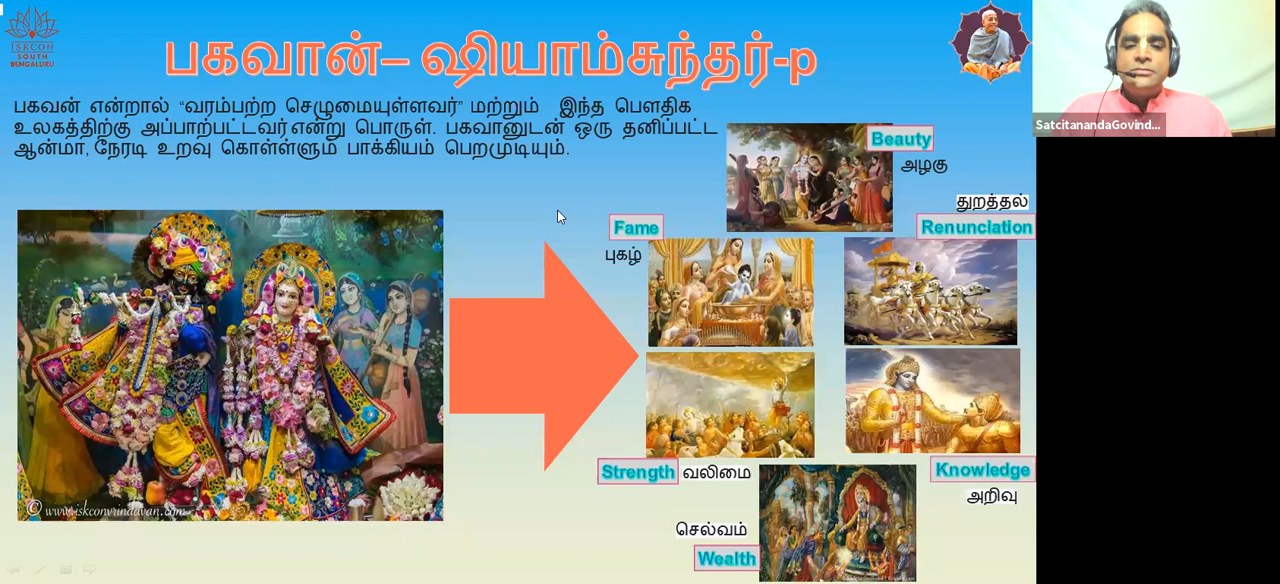 ISKCON
SOUTH
BENGALURU
பகவான்– ஷியாம்சுந்தர்-p
பகவன் என்றால் “வரம்பற்ற செழுமையுள்ளவர்” மற்றும் இந்த பௌதிக
உலகத்திற்கு அப்பாற்பட்டவர் என்று பொருள். பகவானுடன் ஒரு தனிப்பட்ட
ஆன்மா, நேரடி உறவு கொள்ள்ளும் பாக்கியம் பெறமுடியும்.
SatcitanandaGovind...
Beauty
அழகு
துறத்தல்
Renunciation
Fame
புகழ்
Strength வலிமை
Knowledge
அறிவு
செல்வம்
Wealth
© www.iskconvrindavan.com